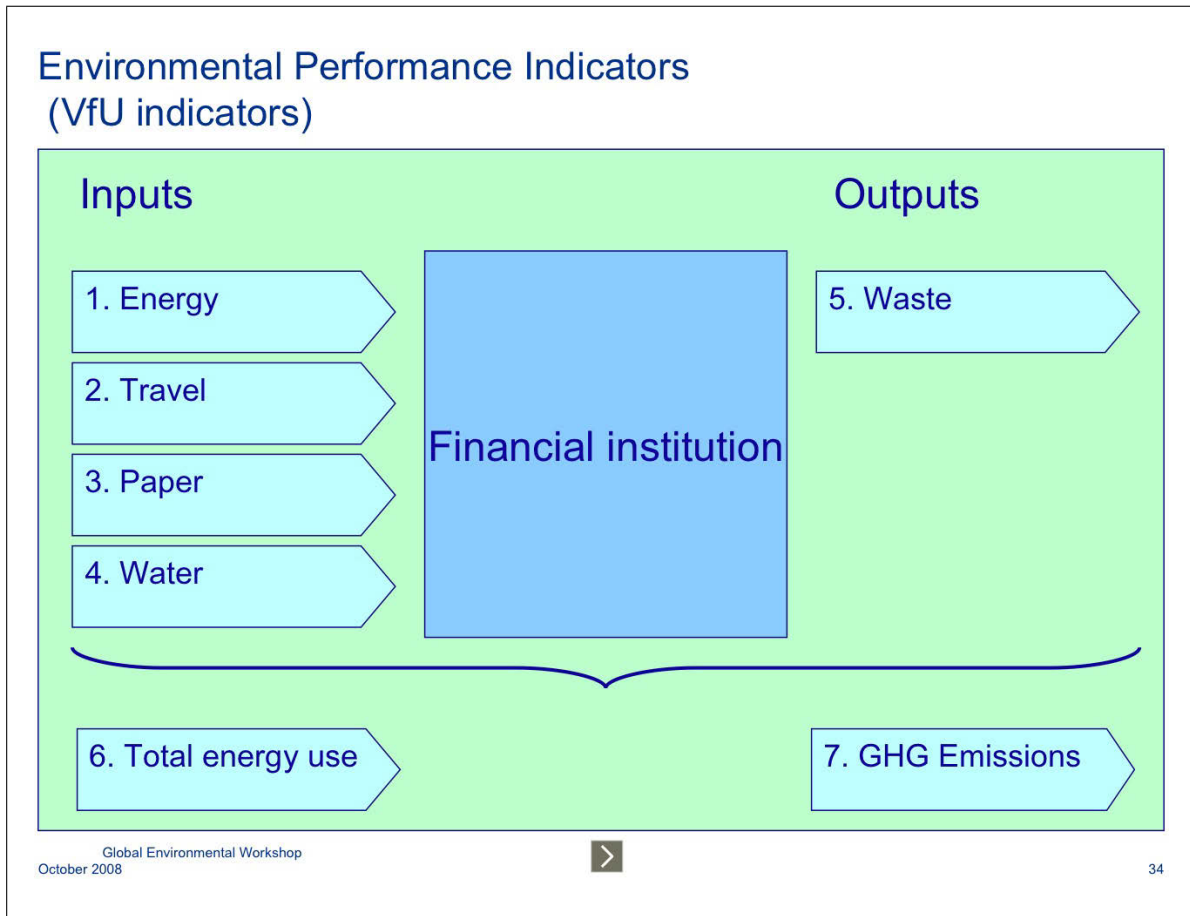 Environmental Performance Indicators
(VfU indicators)
Inputs
Outputs
1. Energy
2. Travel
3. Paper
4. Water
Financial institution
5. Waste
6. Total energy use
7. GHG Emissions
Global Environmental Workshop
October 2008
34